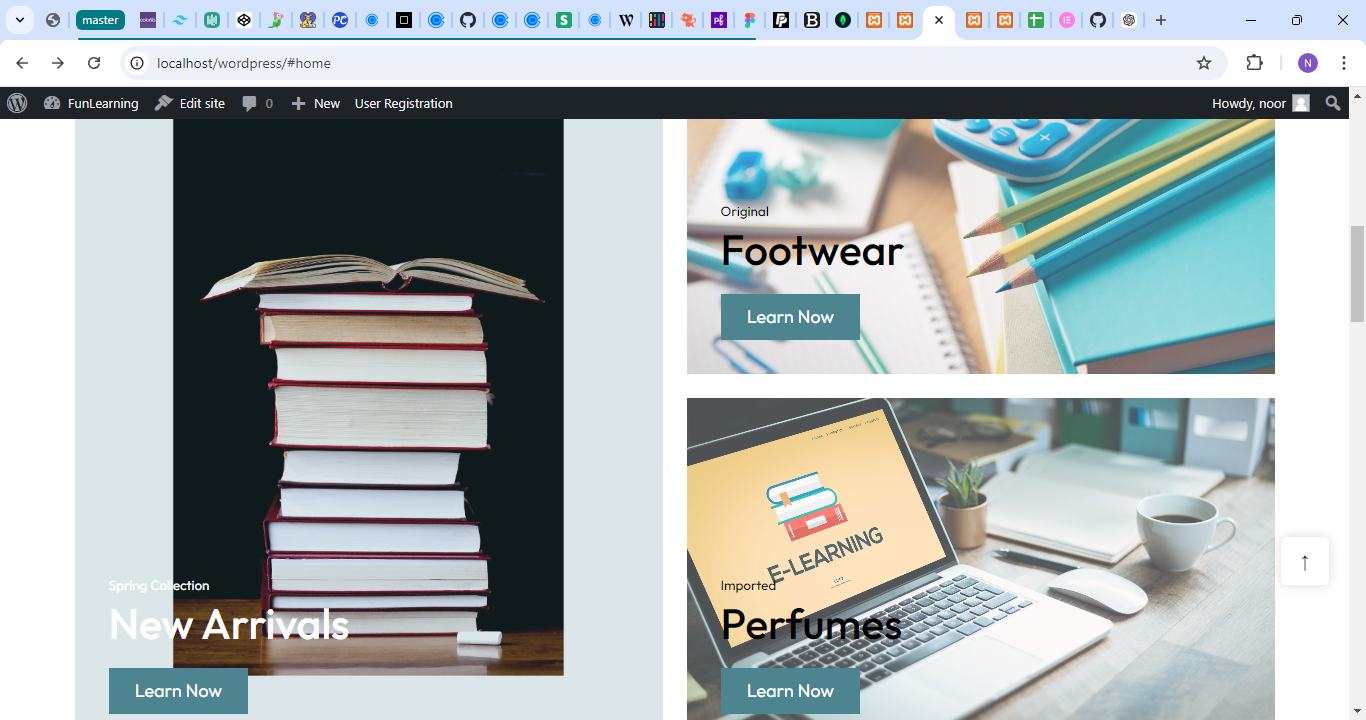 master
localhost/wordpress/#home
N
FunLearning
Edit site
0
New
User Registration
Howdy, noor
Original
Footwear
Learn Now
E-LEARNING
Spring Collection
New Arrivals
Learn Now
Imported
Perfumes
Learn Now